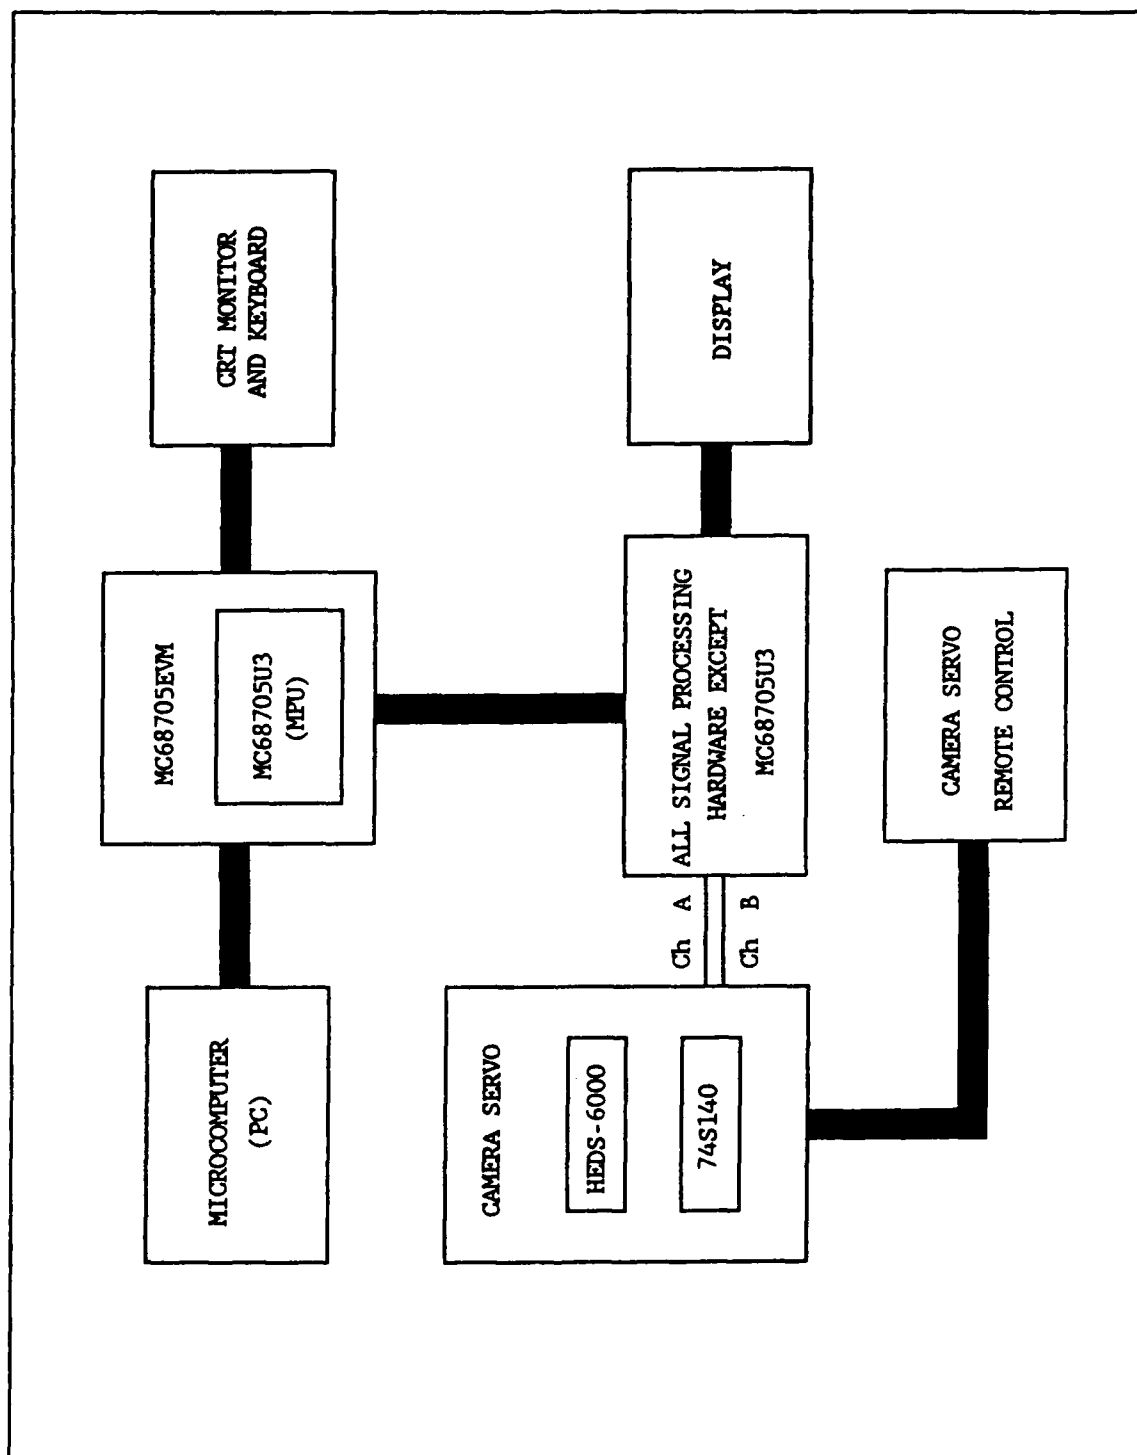 MICROCOMPUTER
(PC)
MC68705EVM
MC68705U3
(MPU)
CRT MONITOR
AND KEYBOARD
CAMERA SERVO
HEDS-6000
74S140
Ch A
Ch B
ALL SIGNAL PROCESSING
HARDWARE EXCEPT
MC68705U3
DISPLAY
CAMERA SERVO
REMOTE CONTROL